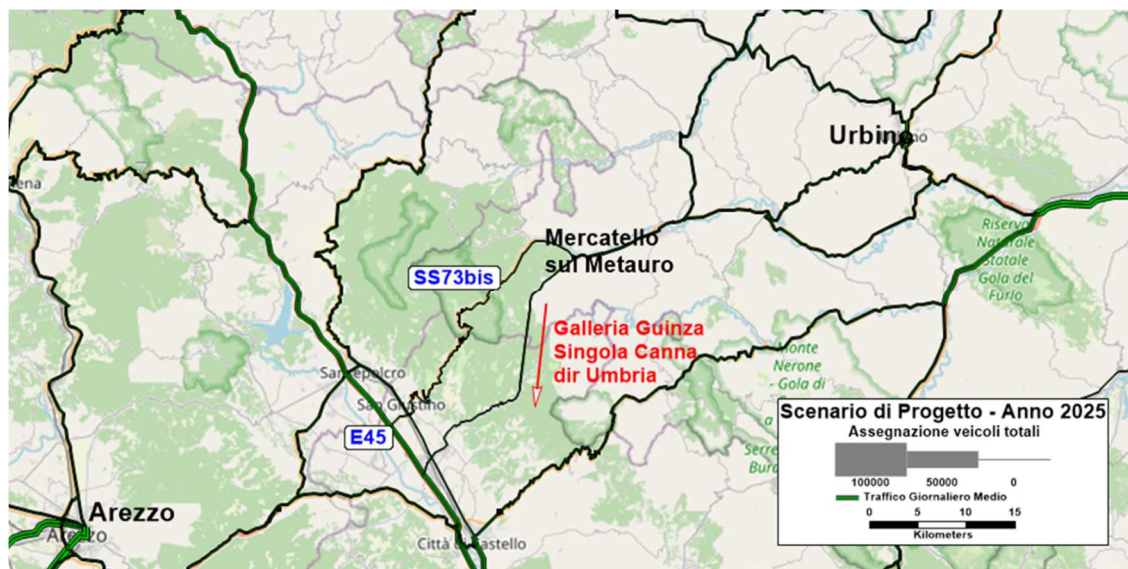 Urbino
Mercatello
sul Metauro
SS73bis
Riserva
Naturale
Statale
Gola del
Furlo
Galleria Guinza
Singola Canna
dir Umbria
Sansepolcro
San Giustino
E45
Monte
Nerone
- Gola di
Scenario di Progetto - Anno 2025
Assegnazione veicoli totali
100000 50000 0
Traffico Giornaliero Medio
0 5 10 15
Kilometers
Arezzo
Arezzo
Città di Castello